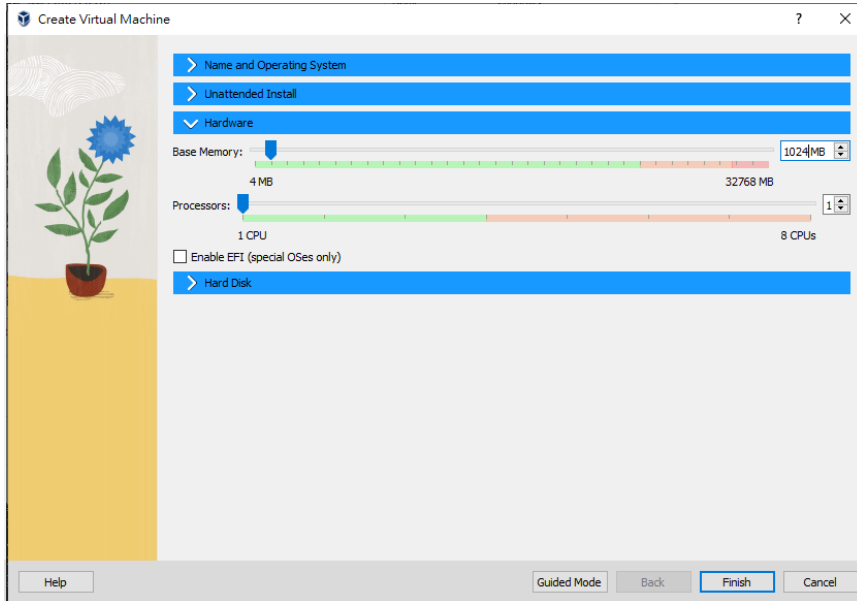 Create Virtual Machine
Name and Operating System
Unattended Install
Hardware
Base Memory: 1024 MB
4 MB 32768 MB
Processors: 1
1 CPU 8 CPUs
Enable EFI (special OSes only)
Hard Disk
Help Guided Mode Back Finish Cancel